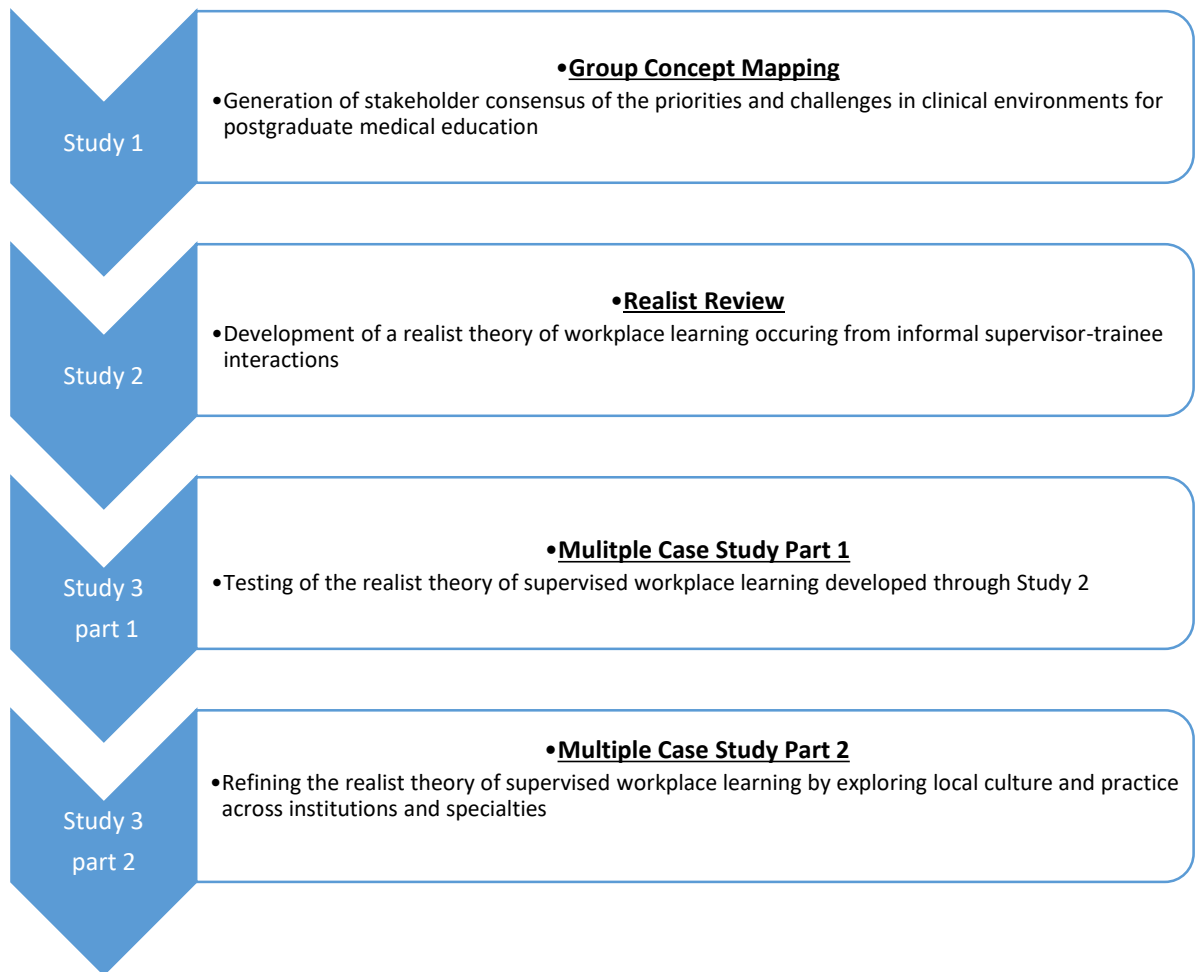 Study 1
•Group Concept Mapping
•Generation of stakeholder consensus of the priorities and challenges in clinical environments for
postgraduate medical education
Study 2
•Realist Review
•Development of a realist theory of workplace learning occuring from informal supervisor-trainee
interactions
Study 3
part 1
•Mulitple Case Study Part 1
•Testing of the realist theory of supervised workplace learning developed through Study 2
Study 3
part 2
•Multiple Case Study Part 2
•Refining the realist theory of supervised workplace learning by exploring local culture and practice
across institutions and specialties